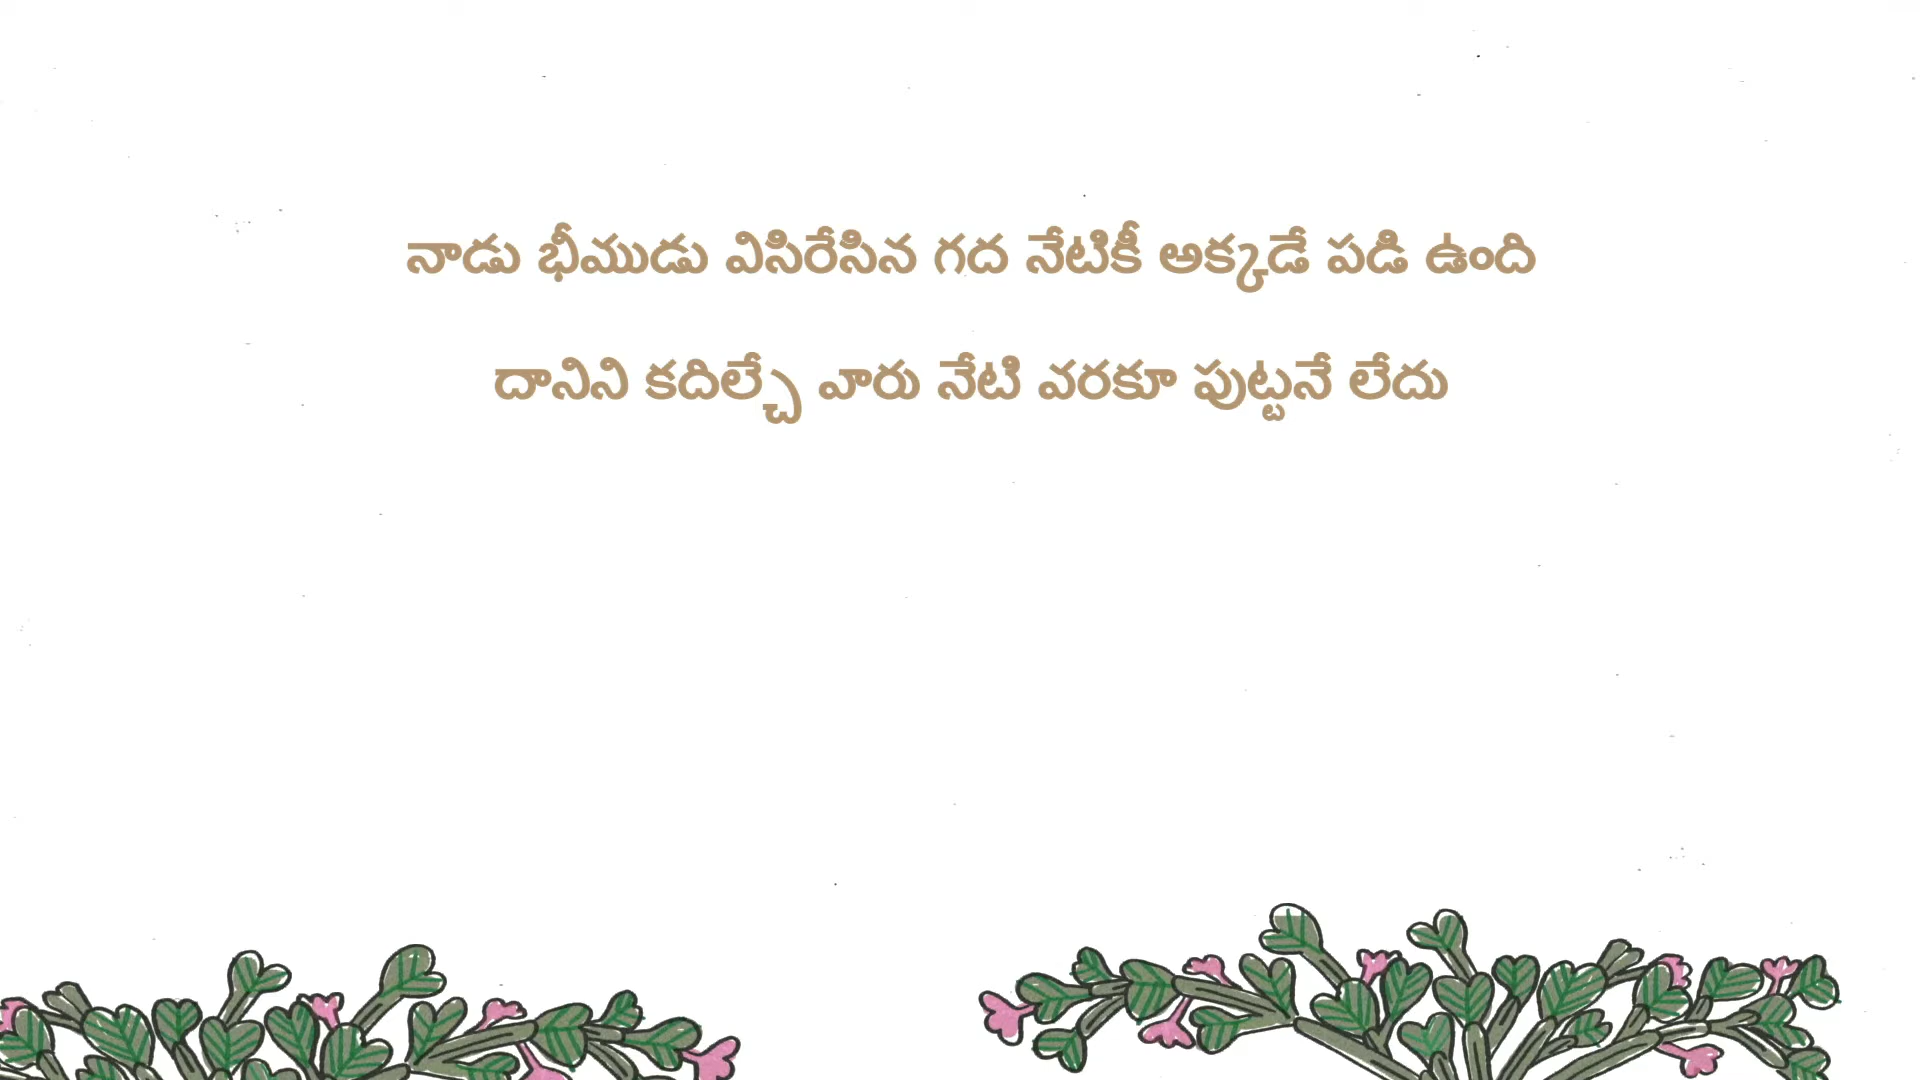 నాడు భీముడు విసిరేసిన గద నేటికీ అక్కడే పడి ఉంది
దానిని కదిల్చే వారు నేటి వరకూ పుట్టనే లేదు